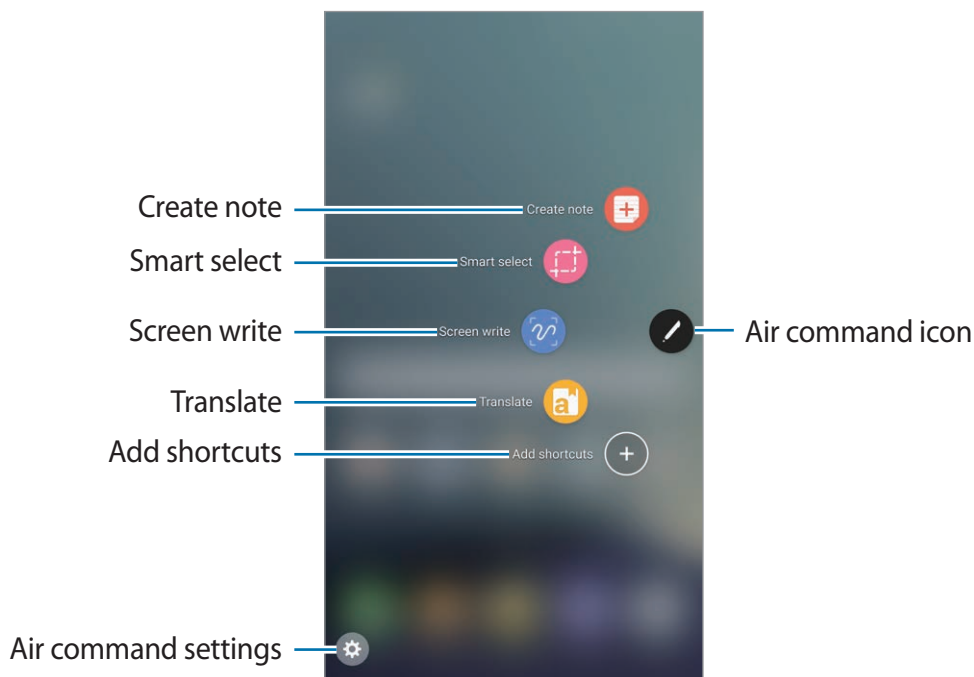 Create note
Create note
Smart select
Smart select
Screen write
Screen write
Air command icon
Translate
Translate
a
Add shortcuts
Add shortcuts
Air command settings